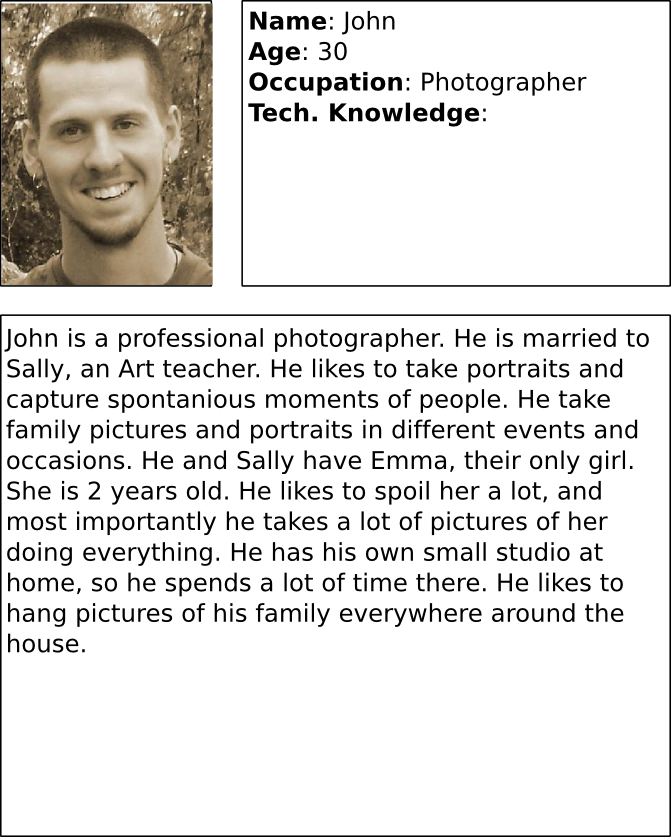 Name: John
Age: 30
Occupation: Photographer
Tech. Knowledge:
John is a professional photographer. He is married to
Sally, an Art teacher. He likes to take portraits and
capture spontanious moments of people. He take
family pictures and portraits in different events and
occasions. He and Sally have Emma, their only girl.
She is 2 years old. He likes to spoil her a lot, and
most importantly he takes a lot of pictures of her
doing everything. He has his own small studio at
home, so he spends a lot of time there. He likes to
hang pictures of his family everywhere around the
house.